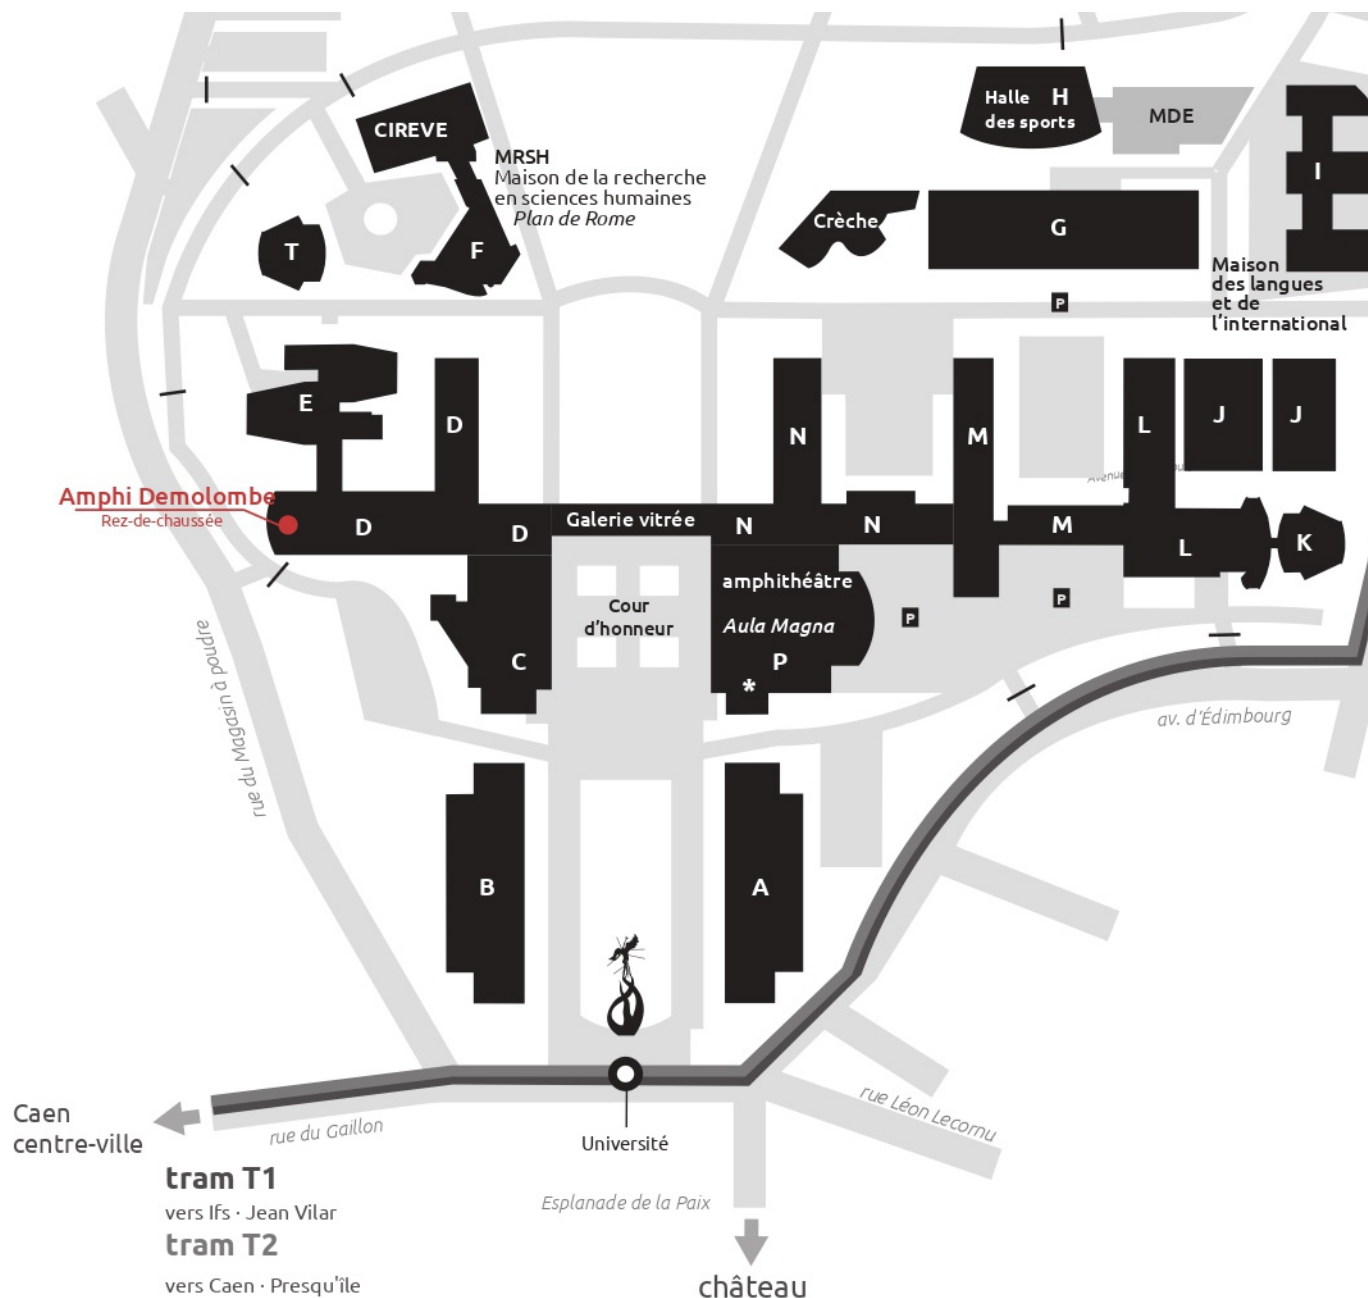 Halle H
des sports
MDE
CIREVE
MRSH
Maison de la recherche
en sciences humaines
Plan de Rome
I
Crèche
G
T
F
Maison
des langues
et de
l'international
P
E
D
N
M
L
J
J
Avenue
Amphi Demolombe
Rez-de-chaussée
D
D
Galerie vitrée
N
N
M
L
K
amphithéâtre
Aula Magna
P
*
Cour
d'honneur
C
P
P
rue du Magasin à poudre
av. d'Édimbourg
B
A
Caen
centre-ville
rue du Gaillon
Université
rue Léon Lecornu
tram T1
vers Ifs · Jean Vilar
tram T2
vers Caen · Presqu'île
Esplanade de la Paix
château